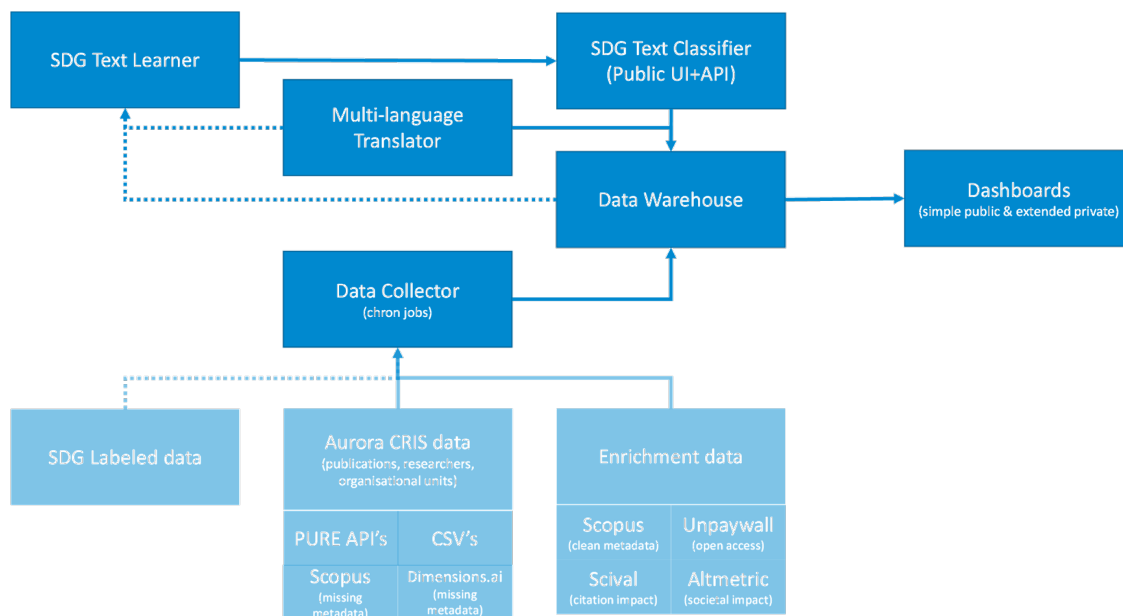 SDG Text Learner
SDG Text Classifier
(Public UI+API)
Multi-language
Translator
Data Warehouse
Dashboards
(simple public & extended private)
Data Collector
(chron jobs)
SDG Labeled data
Aurora CRIS data
(publications, researchers,
organisational units)
Enrichment data
PURE API's
CSV's
Scopus
(missing
metadata)
Dimensions.ai
(missing
metadata)
Scopus
(clean metadata)
Unpaywall
(open access)
Scival
(citation impact)
Altmetric
(societal impact)